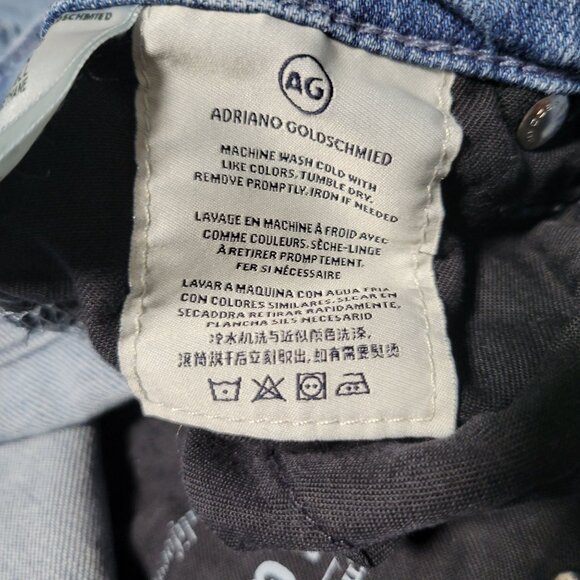 AG
ADRIANO GOLDSCHMIED
MACHINE WASH COLD WITH
LIKE COLORS, TUMBLE DRY,
REMOVE PROMPTLY, IRON IF NEEDED
LAVAGE EN MACHINE À FROID AVEC
COMME COULEURS, SÈCHE-LINGE
À RETIRER PROMPTEMENT,
FER SI NÉCESSAIRE
LAVAR A MAQUINA CON AGUA FRIA
CON COLORES SIMILARES, SECAR EN
SECADORA RETIRAR RAPIDAMENTE,
PLANCHA SIES NECESARIO
冷水机洗与近似颜色洗涤,
滚筒烘干后立刻取出,如有需要熨烫